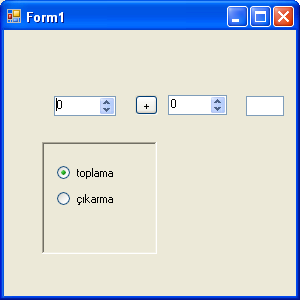 Form1
0 + 0
toplama
çıkarma